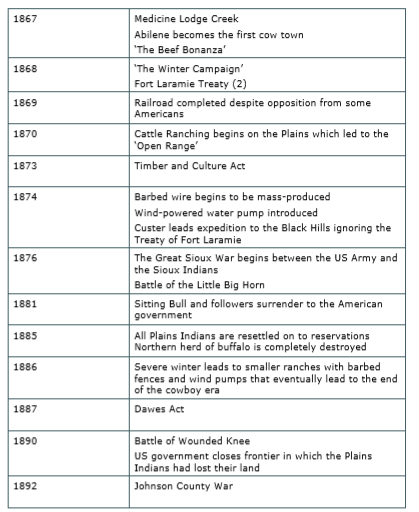 1867 Medicine Lodge Creek
Abilene becomes the first cow town
'The Beef Bonanza'
1868 'The Winter Campaign'
Fort Laramie Treaty (2)
1869 Railroad completed despite opposition from some
Americans
1870 Cattle Ranching begins on the Plains which led to the
'Open Range'
1873 Timber and Culture Act
1874 Barbed wire begins to be mass-produced
Wind-powered water pump introduced
Custer leads expedition to the Black Hills ignoring the
Treaty of Fort Laramie
1876 The Great Sioux War begins between the US Army and
the Sioux Indians
Battle of the Little Big Horn
1881 Sitting Bull and followers surrender to the American
government
1885 All Plains Indians are resettled on to reservations
Northern herd of buffalo is completely destroyed
1886 Severe winter leads to smaller ranches with barbed
fences and wind pumps that eventually lead to the end
of the cowboy era
1887 Dawes Act
1890 Battle of Wounded Knee
US government closes frontier in which the Plains
Indians had lost their land
1892 Johnson County War